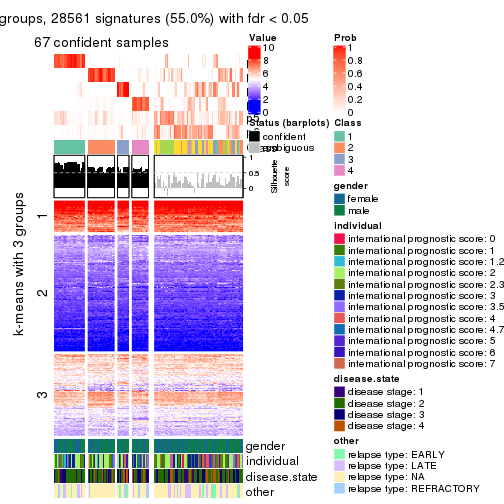 groups, 28561 signatures (55.0%) with fdr < 0.05
67 confident samples
k-means with 3 groups
1
2
3
1
0.5
0
Silhouette
score
gender
individual
disease.state
other
Value
10
8
6
4
2
0
Status (barplots)
confident
ambiguous
Prob
1
0.8
0.6
0.4
0.2
0
Class
1
2
3
4
gender
female
male
individual
international prognostic score: 0
international prognostic score: 1
international prognostic score: 1.2
international prognostic score: 2
international prognostic score: 2.3
international prognostic score: 3
international prognostic score: 3.5
international prognostic score: 4
international prognostic score: 4.7
international prognostic score: 5
international prognostic score: 6
international prognostic score: 7
disease.state
disease stage: 1
disease stage: 2
disease stage: 3
disease stage: 4
other
relapse type: EARLY
relapse type: LATE
relapse type: NA
relapse type: REFRACTORY